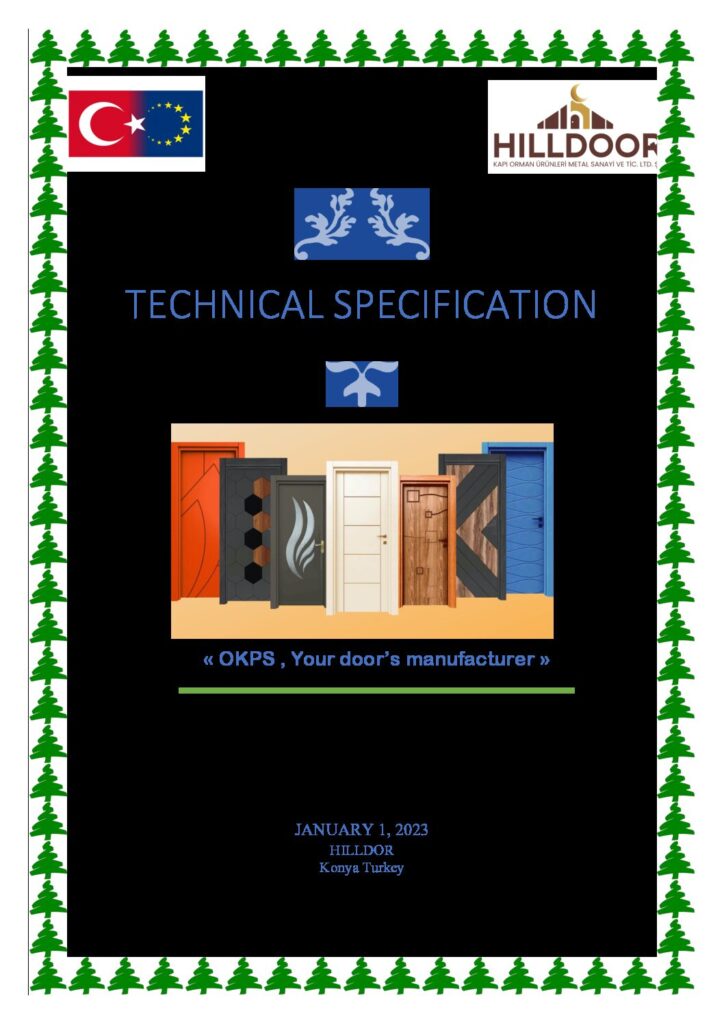 HILLDOOR
KAPI ORMAN ÜRÜNLERİ METAL SANAYİ VE TİC. LTD. Ş
TECHNICAL SPECIFICATION
« OKPS , Your door’s manufacturer »
JANUARY 1, 2023
HILLDOR
Konya Turkey